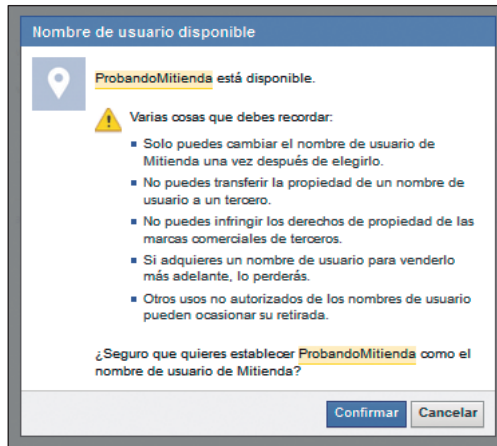 Nombre de usuario disponible
ProbandoMitienda está disponible.
Varias cosas que debes recordar:
Solo puedes cambiar el nombre de usuario de
Mitienda una vez después de elegirlo.
No puedes transferir la propiedad de un nombre de
usuario a un tercero.
No puedes infringir los derechos de propiedad de las
marcas comerciales de terceros.
Si adquieres un nombre de usuario para venderlo
más adelante, lo perderás.
Otros usos no autorizados de los nombres de usuario
pueden ocasionar su retirada.
¿Seguro que quieres establecer ProbandoMitienda como el
nombre de usuario de Mitienda?
Confirmar Cancelar